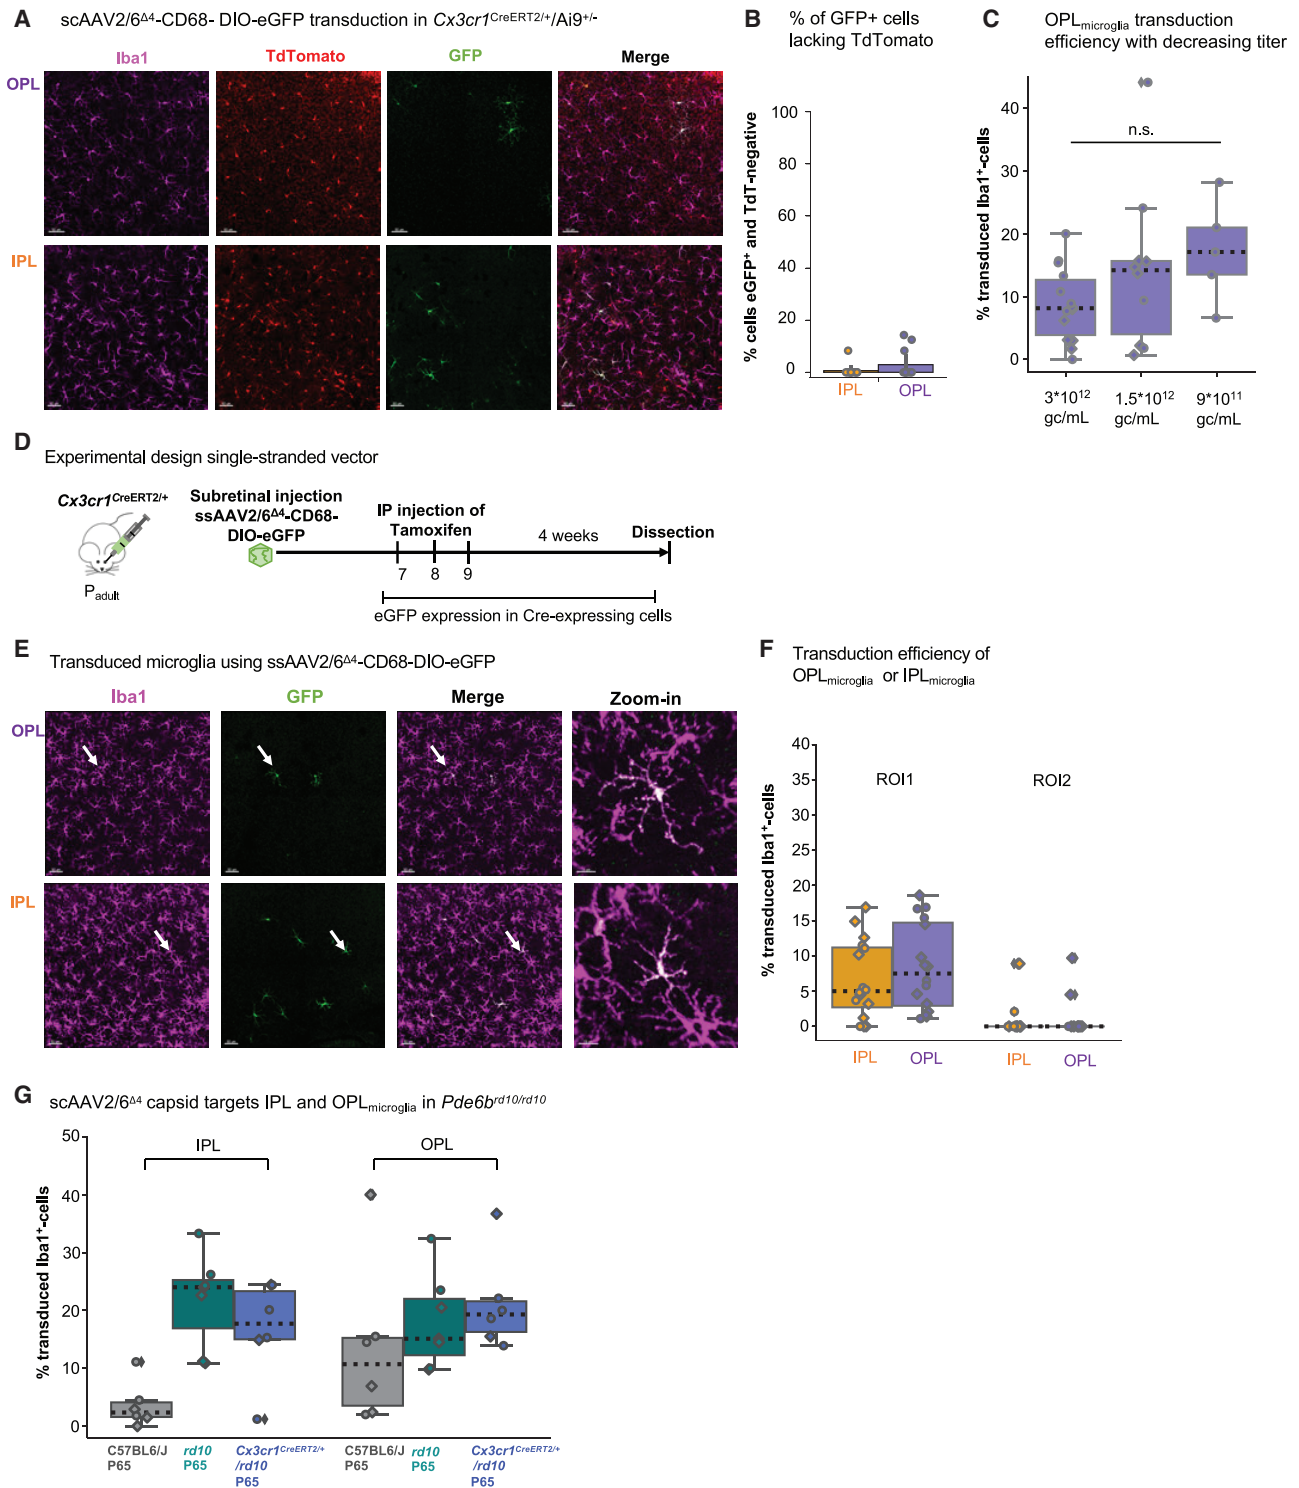 A scAAV2/6Δ4-CD68- DIO-eGFP transduction in Cx3cr1CreERT2/+/Ai9+/-
Iba1 TdTomato GFP Merge
OPL
IPL
B % of GFP+ cells
lacking TdTomato
% cells eGFP+ and TdT-negative
100
80
60
40
20
0
IPL OPL
C OPLmicroglia transduction
efficiency with decreasing titer
% transduced Iba1+-cells
40
30
20
10
0
n.s.
3*1012 1.5*1012 9*1011
gc/mL gc/mL gc/mL
D Experimental design single-stranded vector
Cx3cr1CreERT2/+
Padult
Subretinal injection
ssAAV2/6Δ4-CD68-
DIO-eGFP
IP injection of
Tamoxifen
7 8 9
4 weeks
Dissection
eGFP expression in Cre-expressing cells
E Transduced microglia using ssAAV2/6Δ4-CD68-DIO-eGFP
Iba1 GFP Merge Zoom-in
OPL
IPL
F Transduction efficiency of
OPLmicroglia or IPLmicroglia
% transduced Iba1+-cells
40
35
30
25
20
15
10
5
0
ROI1 ROI2
IPL OPL IPL OPL
G scAAV2/6Δ4 capsid targets IPL and OPLmicroglia in Pde6brd10/rd10
% transduced Iba1+-cells
50
40
30
20
10
0
IPL OPL
C57BL6/J rd10 Cx3cr1CreERT2/+ C57BL6/J rd10 Cx3cr1CreERT2/+
P65 P65 /rd10 P65 P65 /rd10
P65 P65